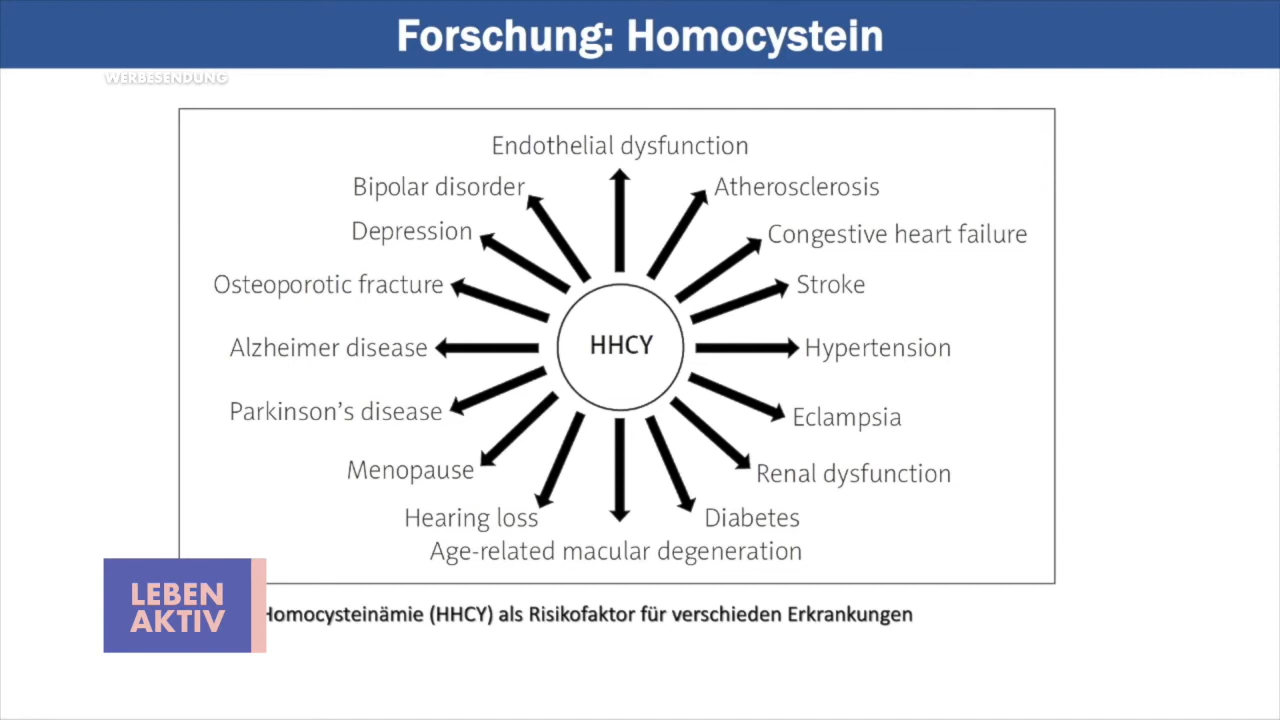 Forschung: Homocystein
WERBESENDUNG
Endothelial dysfunction
Bipolar disorder
Atherosclerosis
Depression
Congestive heart failure
Osteoporotic fracture
Stroke
HHCY
Alzheimer disease
Hypertension
Parkinson’s disease
Eclampsia
Menopause
Renal dysfunction
Hearing loss
Diabetes
Age-related macular degeneration
LEBEN
AKTIV
Homocysteinämie (HHCY) als Risikofaktor für verschieden Erkrankungen